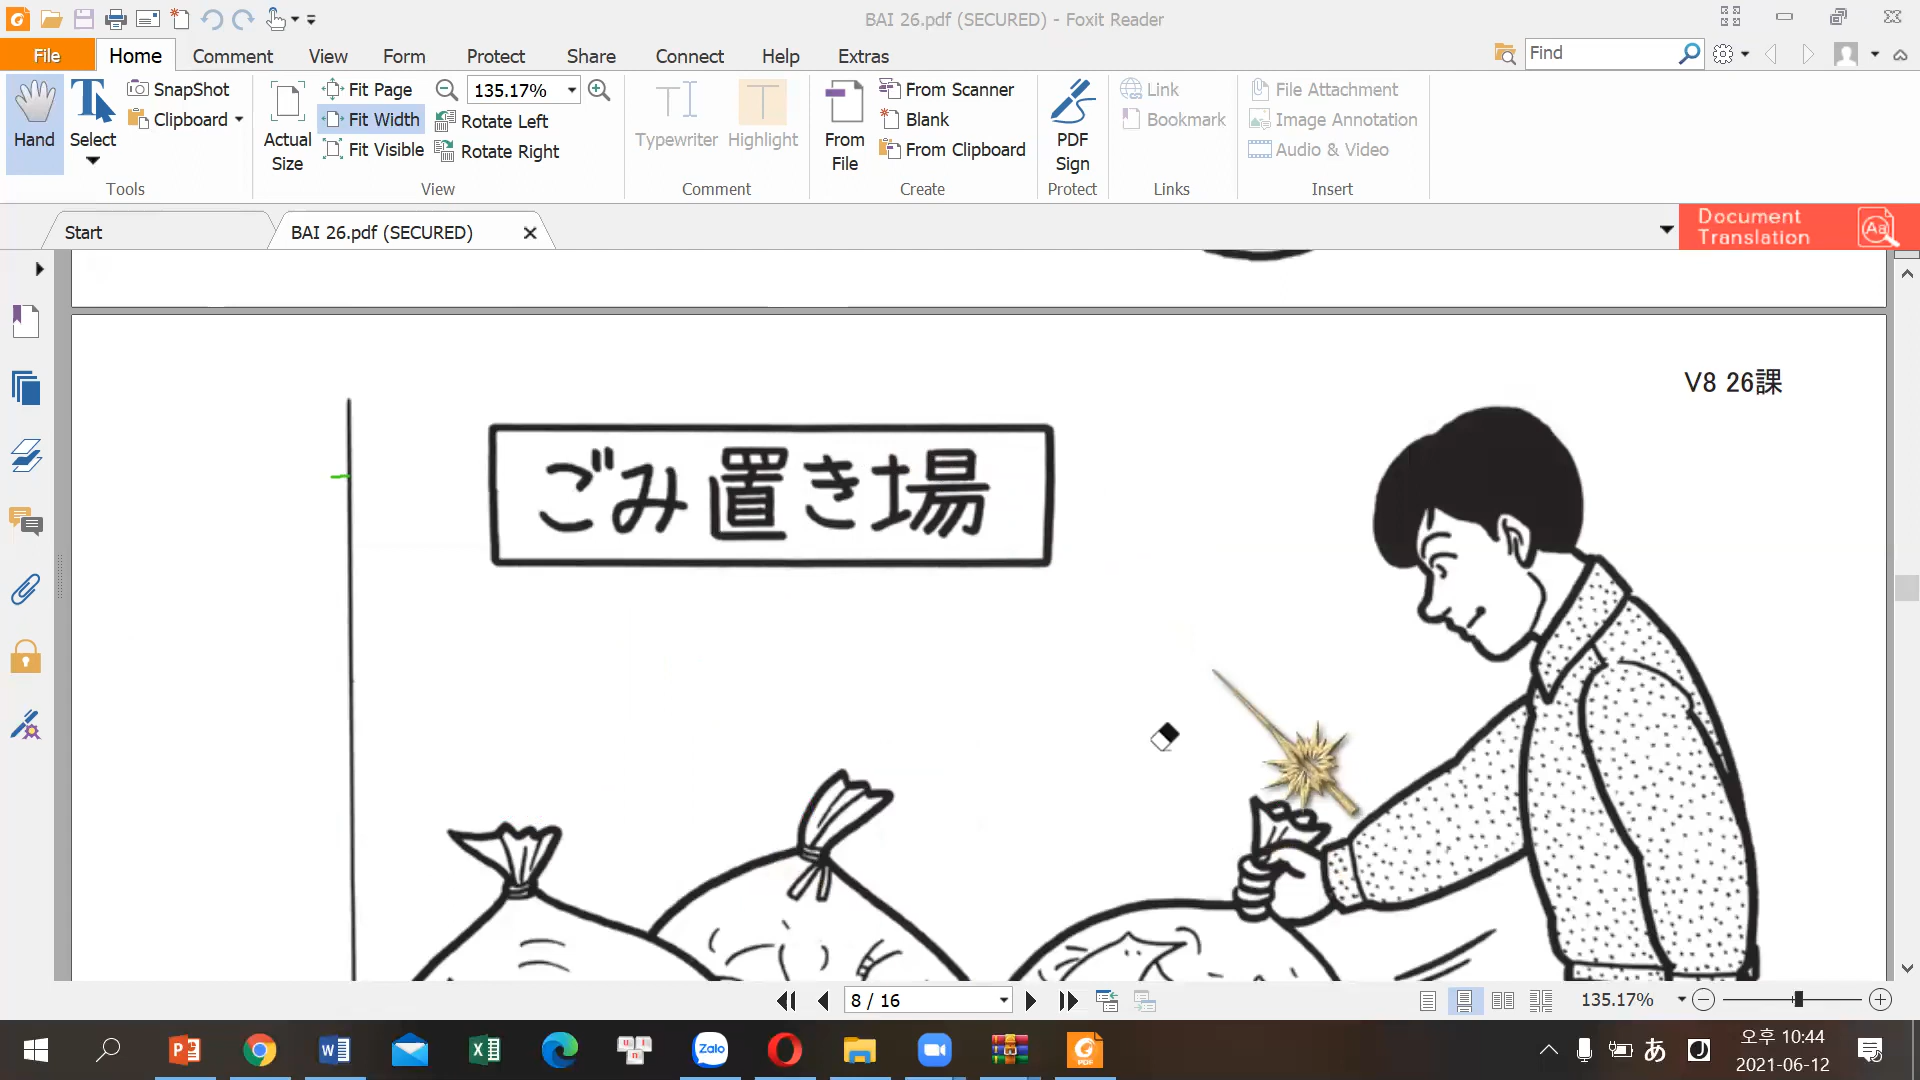 BAI 26.pdf (SECURED) - Foxit Reader
File Home Comment View Form Protect Share Connect Help Extras
Find
Hand
Select
SnapShot
Clipboard
Tools
Actual Size
Fit Page
Fit Width
Fit Visible
135.17%
Rotate Left
Rotate Right
View
Typewriter
Highlight
Comment
From File
From Scanner
Blank
From Clipboard
Create
PDF Sign
Protect
Link
Bookmark
Links
File Attachment
Image Annotation
Audio & Video
Insert
Start
BAI 26.pdf (SECURED)
Document Translation
V8 26課
ごみ置き場
8 / 16
135.17%
Zalo
あ
오후 10:44
2021-06-12